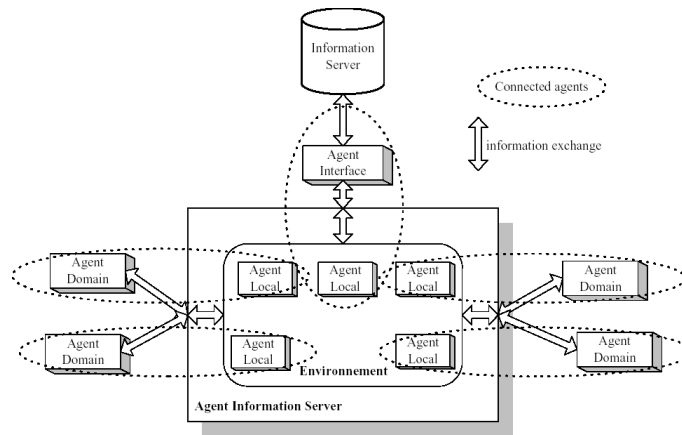 Information
Server
Connected agents
information exchange
Agent
Interface
Agent
Domain
Agent
Local
Agent
Local
Agent
Local
Agent
Domain
Agent
Domain
Agent
Local
Agent
Local
Agent
Domain
Environnement
Agent Information Server